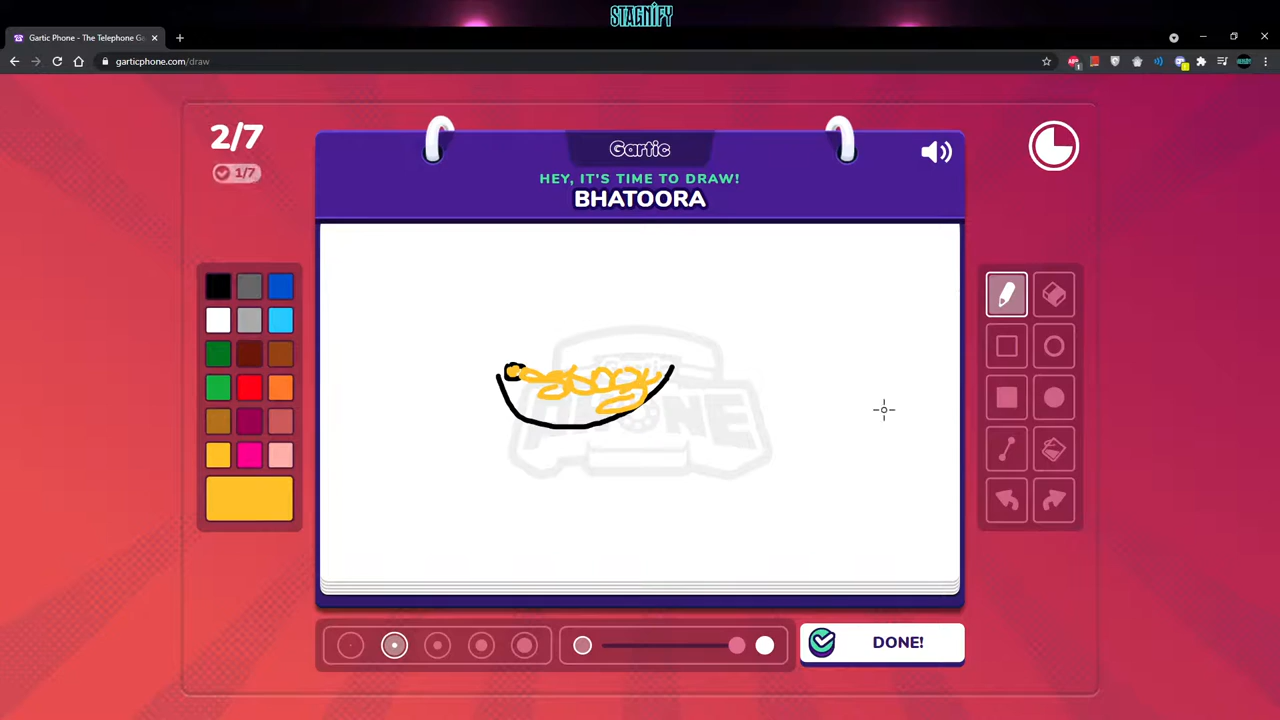 STAGNIFY
Gartic Phone - The Telephone Ga
garticphone.com/draw
2/7
1/7
Gartic
HEY, IT'S TIME TO DRAW!
BHATOORA
PHONE
DONE!